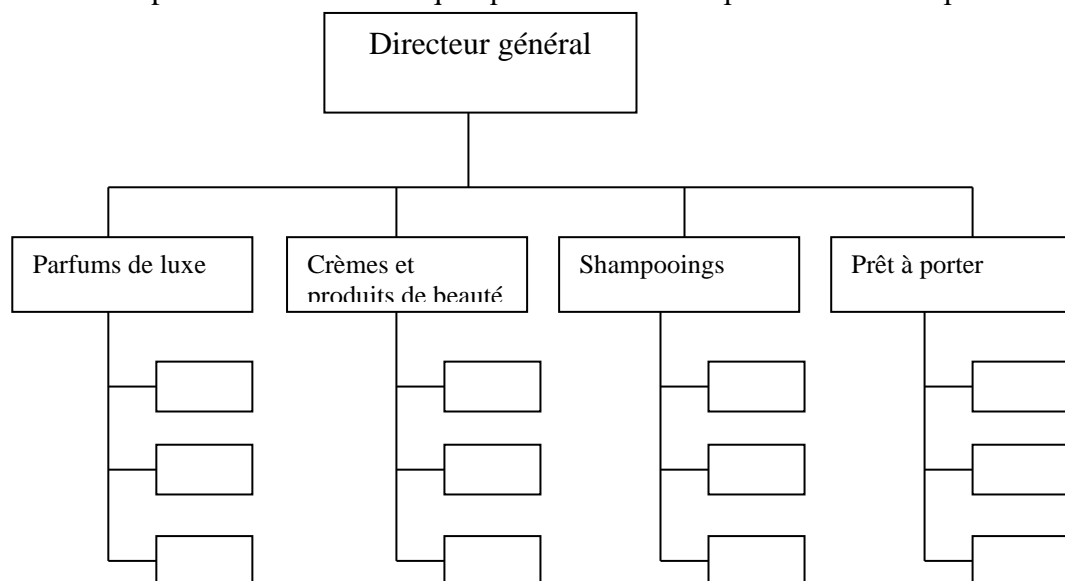 Directeur général
Parfums de luxe
Crèmes et
produits de beauté
Shampooings
Prêt à porter